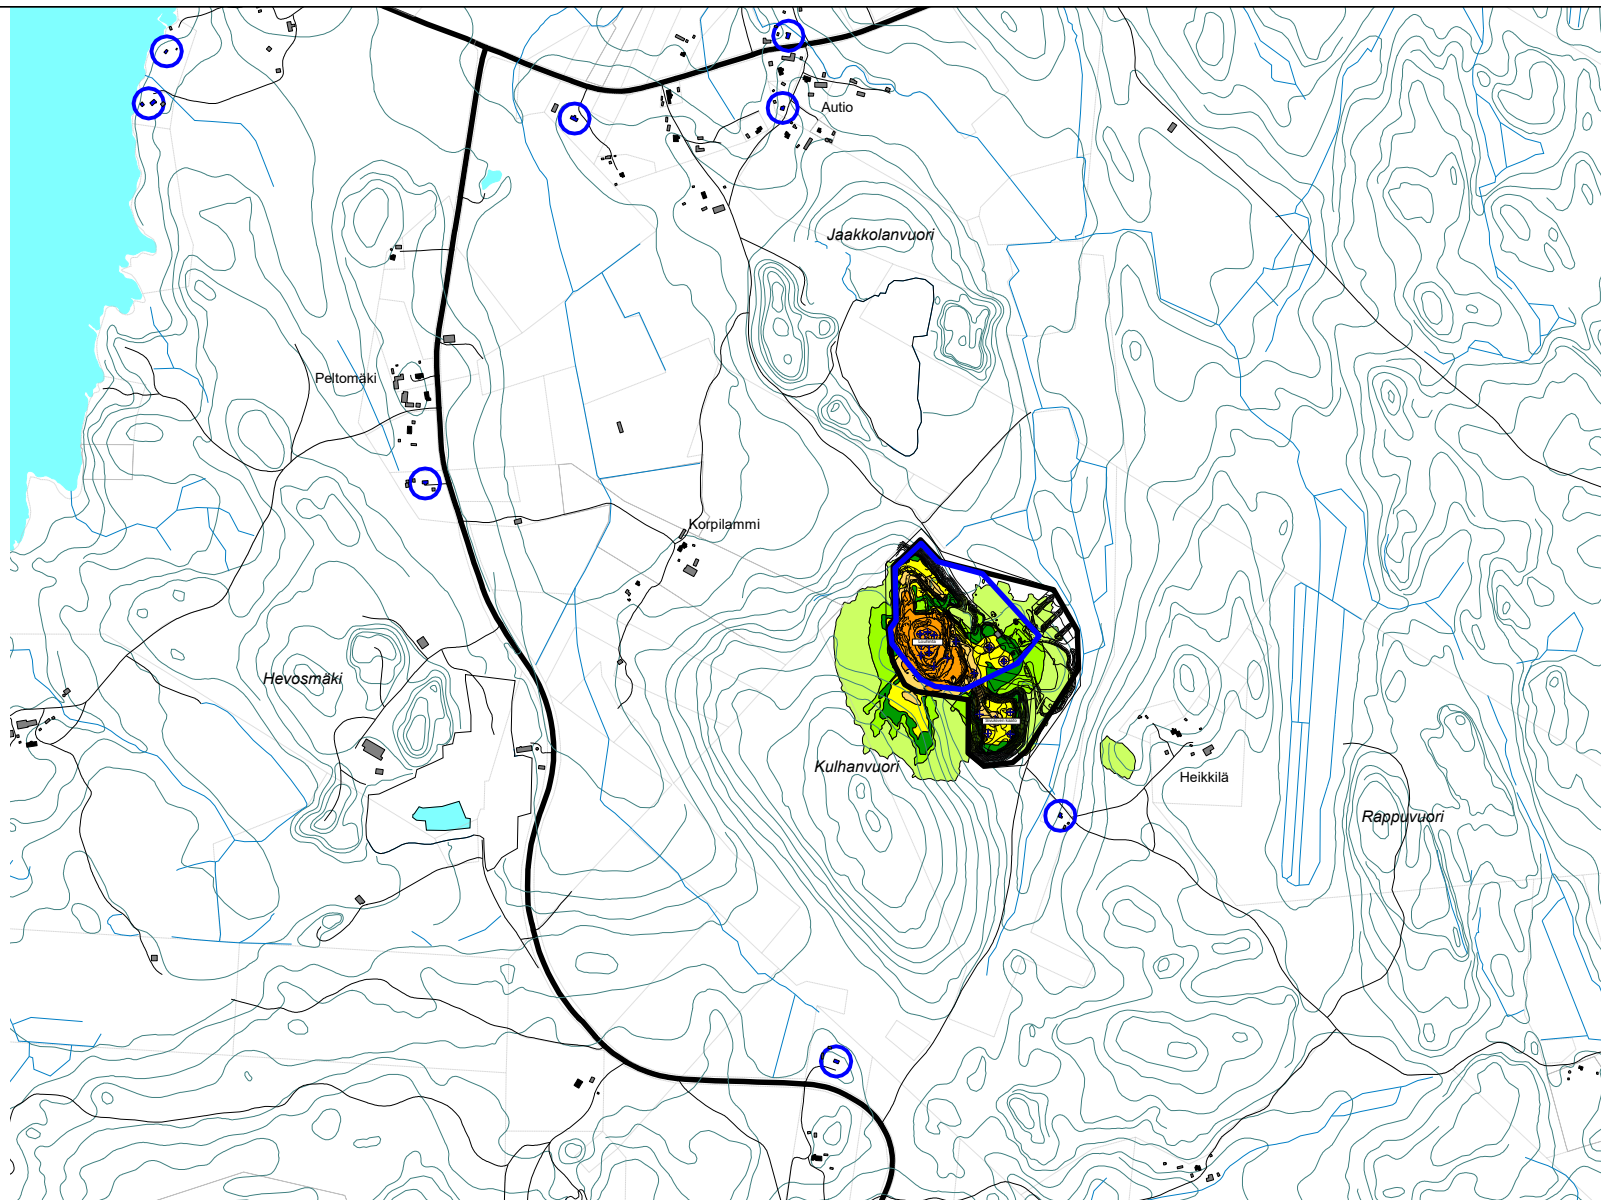 Autio
Jaakkolanvuori
Peltomäki
Korpilammi
Hevosmäki
Kulhanvuori
Heikkilä
Rappuvuori